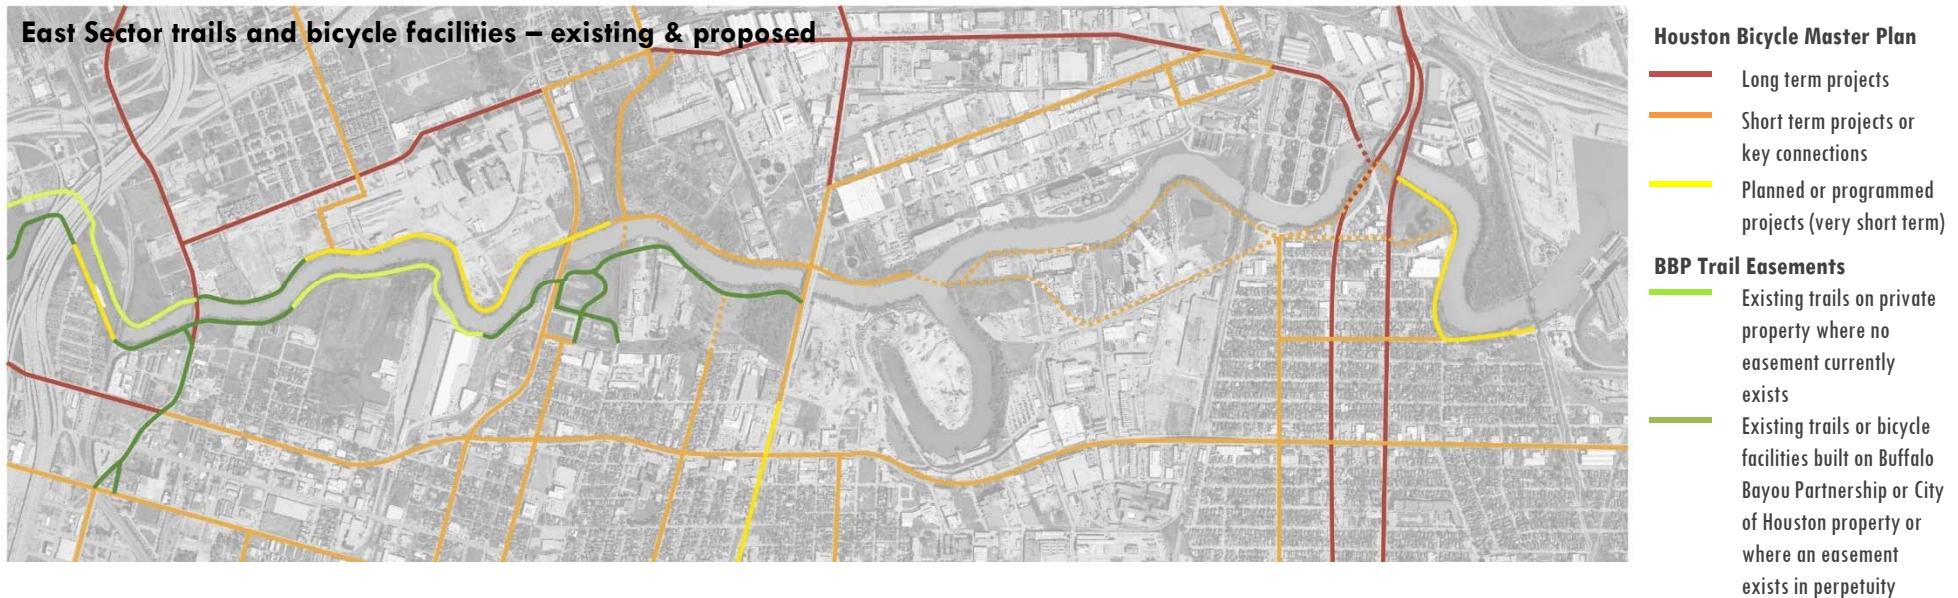 East Sector trails and bicycle facilities – existing & proposed
Houston Bicycle Master Plan
Long term projects
Short term projects or
key connections
Planned or programmed
projects (very short term)
BBP Trail Easements
Existing trails on private
property where no
easement currently
exists
Existing trails or bicycle
facilities built on Buffalo
Bayou Partnership or City
of Houston property or
where an easement
exists in perpetuity